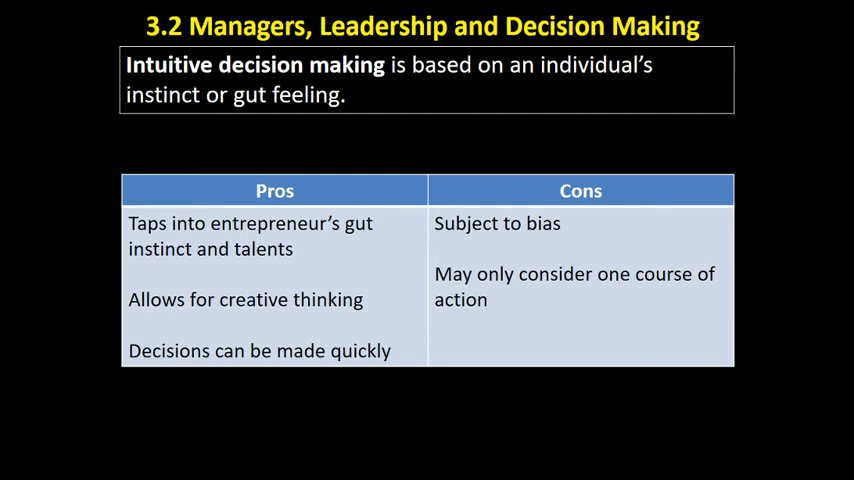 3.2 Managers, Leadership and Decision Making
Intuitive decision making is based on an individual’s
instinct or gut feeling.
Pros
Cons
Taps into entrepreneur’s gut
instinct and talents
Allows for creative thinking
Decisions can be made quickly
Subject to bias
May only consider one course of
action